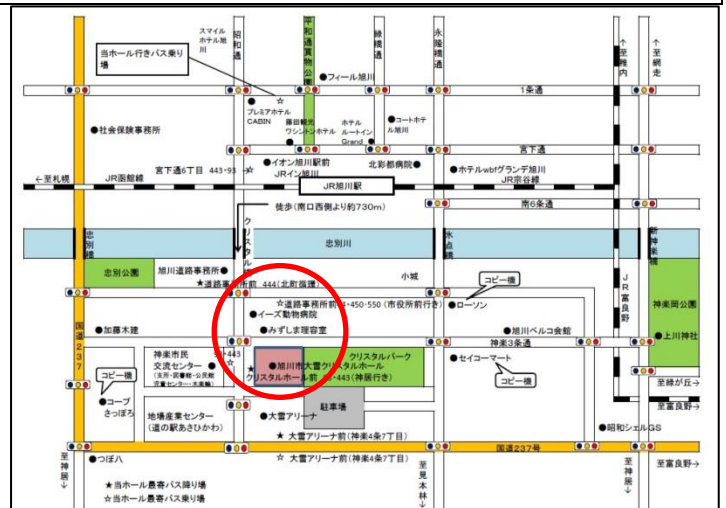 スマイル
ホテル旭
川
昭和通
平和通買物公園
緑橋通
永隆橋通
↑至稚内
↑至網走
当ホール行きバス乗り
場
●フィール旭川
1条通
☆
プレミアホテル
CABIN
藤田観光
ワシントンホテル
ホテル
ルートイン
Grand
●コートホテ
ル旭川
●社会保険事務所
宮下通
●イオン旭川駅前
JRイン旭川
北彩都病院●
●ホテルwbfグランデ旭川
宮下通6丁目 443・93 →☆
←至札幌
JR函館線
JR旭川駅
JR宗谷線
徒歩(南口西側より約730m)
南6条通
忠別橋
クリスタル橋
忠別川
氷点橋
新神楽橋
忠別公園
旭川道路事務所●
★道路事務所前 444(北町循環)
小城
コピー機
JR富良野
神楽岡公園
☆道路事務所前
450・550(市役所前行き)
●ローソン
●イーズ動物病院
●みずしま理容室
●加藤木建
●旭川ベルコ会館
●上川神社
国道237
神楽3条通
神楽市民
交流センター ●
443
☆
クリスタルパーク
●旭川市大雪クリスタルホール
●セイコーマート
コピー機
★
クリスタルホール前
443(神居行き)
コピー機
至緑が丘→
●コープ
さっぽろ
駐車場
至富良野→
地場産業センター
(道の駅あさひかわ)
●大雪アリーナ
●昭和シェルGS
★ 大雪アリーナ前(神楽4条7丁目)
国道237号
●つぼ八
☆ 大雪アリーナ前(神楽4条7丁目)
至神居↓
至見本林↓
至神居↓
至富良野→
★当ホール最寄バス降り場
☆当ホール最寄バス乗り場